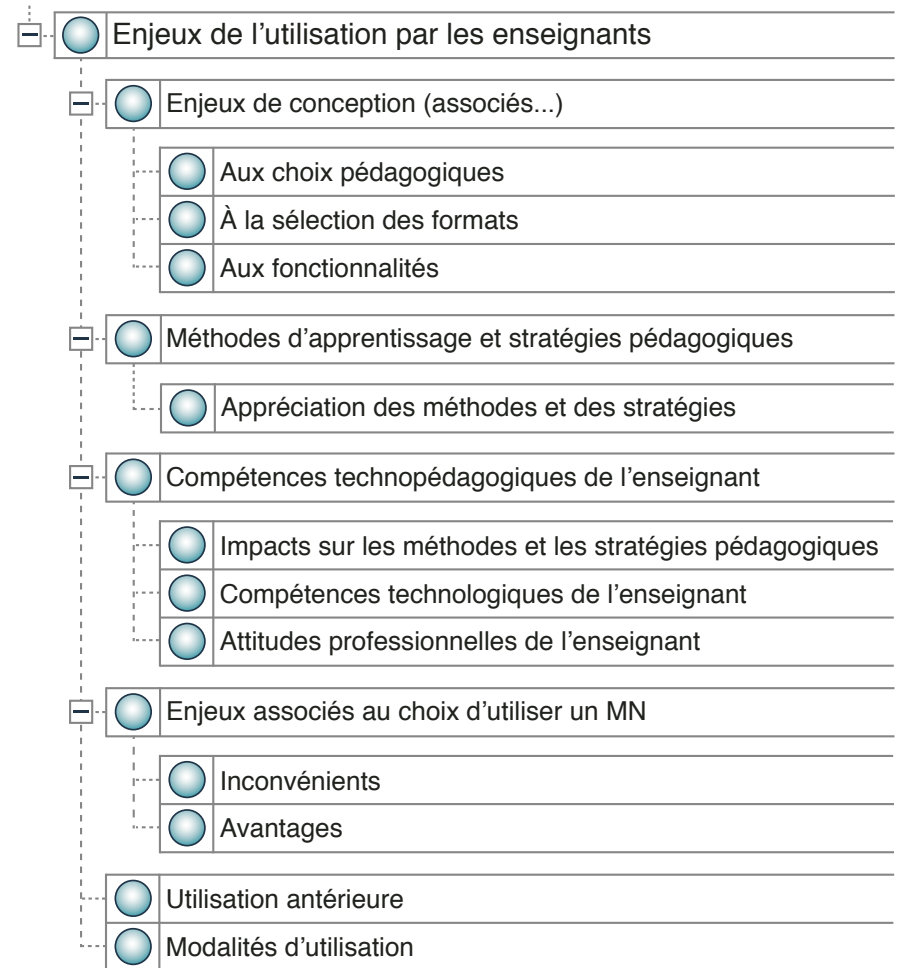 Enjeux de l’utilisation par les enseignants
Enjeux de conception (associés...)
Aux choix pédagogiques
À la sélection des formats
Aux fonctionnalités
Méthodes d’apprentissage et stratégies pédagogiques
Appréciation des méthodes et des stratégies
Compétences technopédagogiques de l’enseignant
Impacts sur les méthodes et les stratégies pédagogiques
Compétences technologiques de l’enseignant
Attitudes professionnelles de l’enseignant
Enjeux associés au choix d’utiliser un MN
Inconvénients
Avantages
Utilisation antérieure
Modalités d’utilisation